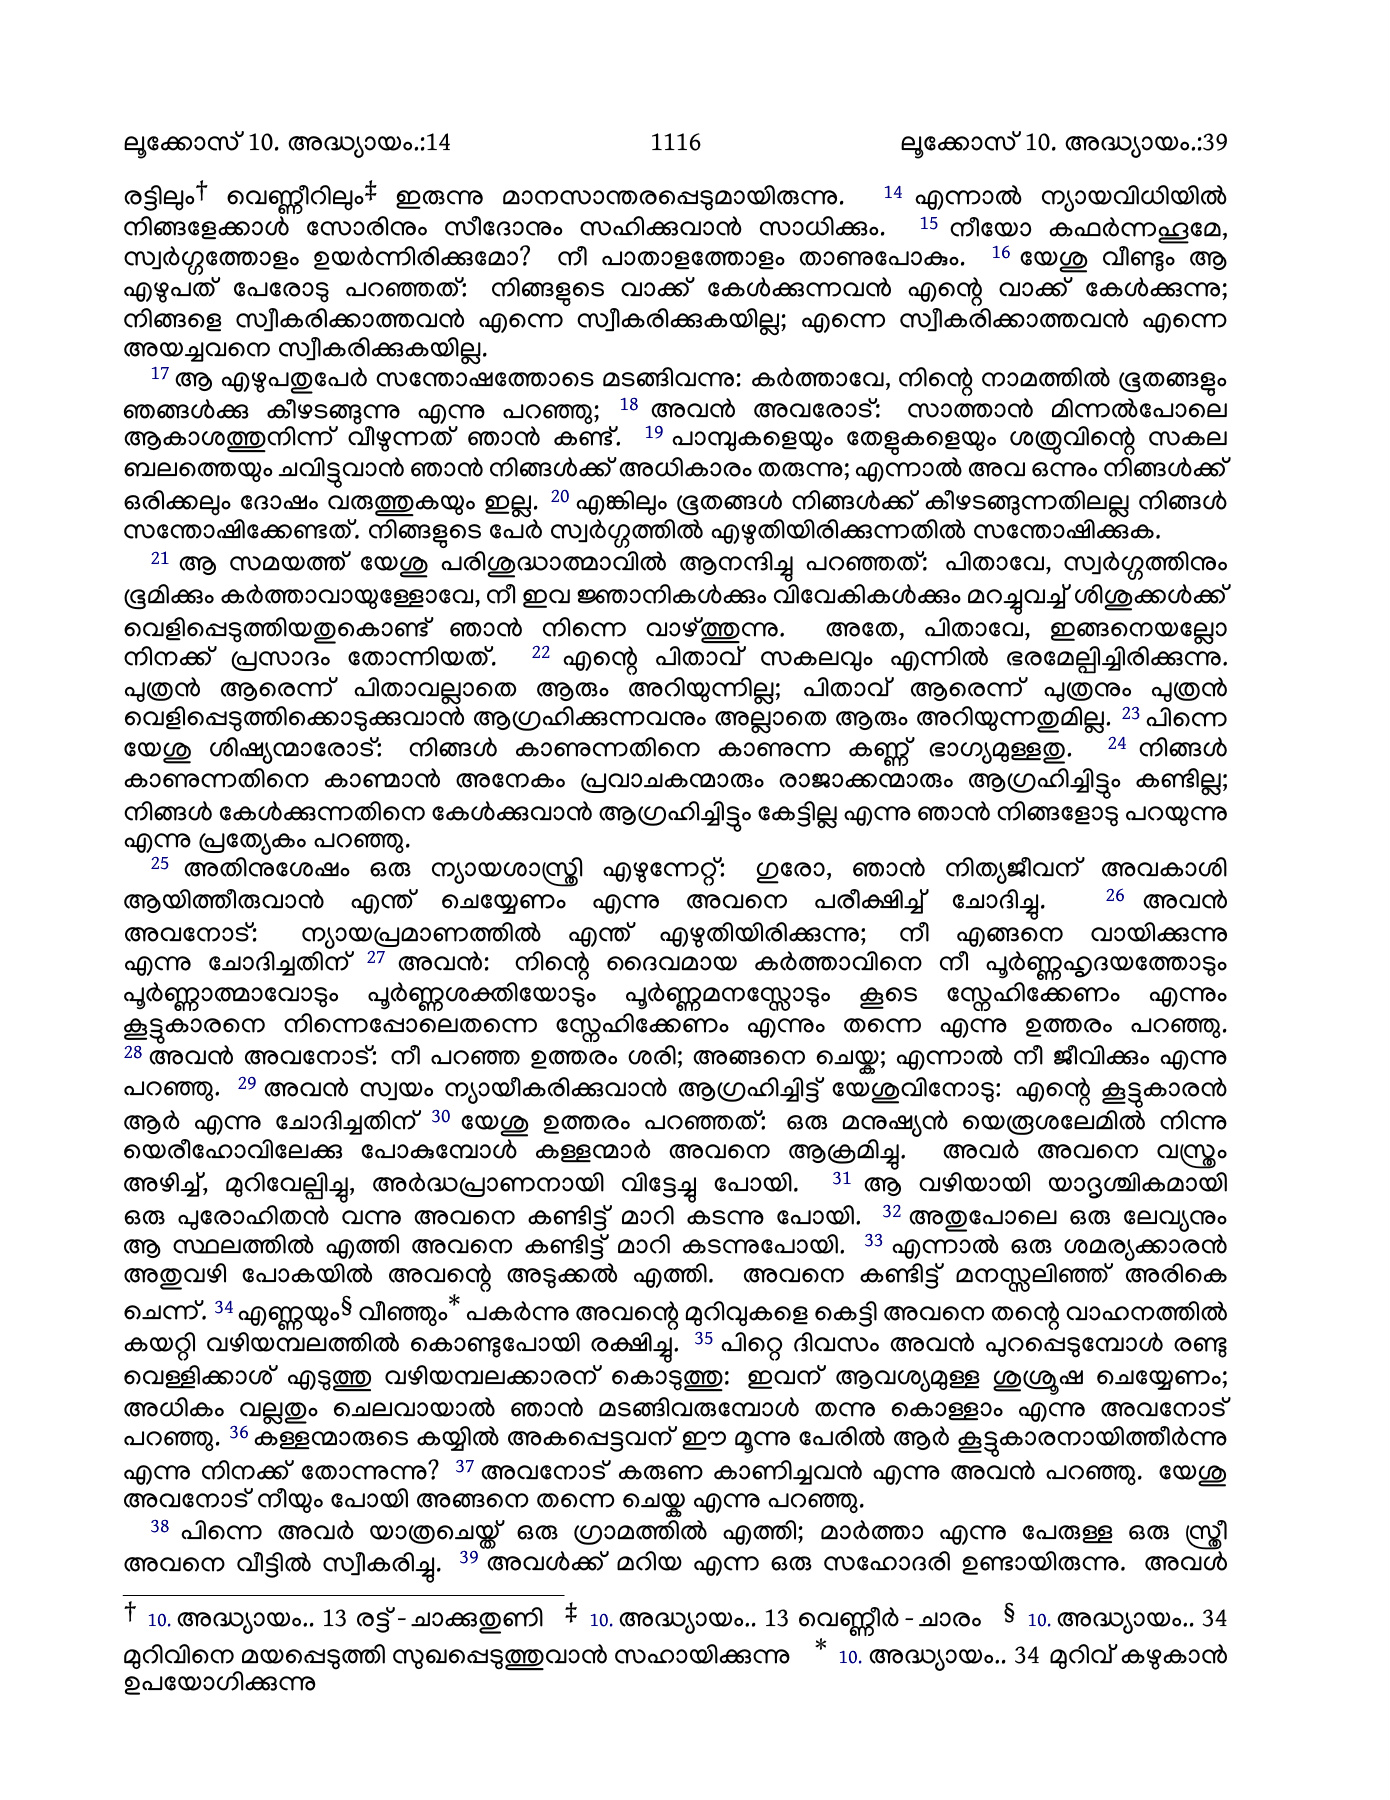 ലൂക്കോസ് 10. അദ്ധ്യായം.:14 1116 ലൂക്കോസ് 10. അദ്ധ്യായം.:39
രട്ടിലും† വെണ്ണീറിലും‡ ഇരുന്നു മാനസാന്തരപ്പെടുമായിരുന്നു. 14 എന്നാൽ ന്യായവിധിയിൽ
നിങ്ങളേക്കാൾ സോരിനും സീദോനും സഹിക്കുവാൻ സാധിക്കും. 15 നീയോ കഫർന്നഹൂമേ,
സ്വർഗ്ഗത്തോളം ഉയർന്നിരിക്കുമോ? നീ പാതാളത്തോളം താണുപോകും. 16 യേശു വീണ്ടും ആ
എഴുപത് പേരോടു പറഞ്ഞത്: നിങ്ങളുടെ വാക്ക് കേൾക്കുന്നവൻ എന്റെ വാക്ക് കേൾക്കുന്നു;
നിങ്ങളെ സ്വീകരിക്കാത്തവൻ എന്നെ സ്വീകരിക്കുകയില്ല; എന്നെ സ്വീകരിക്കാത്തവൻ എന്നെ
അയച്ചവനെ സ്വീകരിക്കുകയില്ല.
17 ആ എഴുപതുപേർ സന്തോഷത്തോടെ മടങ്ങിവന്നു: കർത്താവേ, നിന്റെ നാമത്തിൽ ഭൂതങ്ങളും
ഞങ്ങൾക്കു കീഴടങ്ങുന്നു എന്നു പറഞ്ഞു; 18 അവൻ അവരോട്: സാത്താൻ മിന്നൽപോലെ
ആകാശത്തുനിന്ന് വീഴുന്നത് ഞാൻ കണ്ട്. 19 പാമ്പുകളെയും തേളുകളെയും ശത്രുവിന്റെ സകല
ബലത്തെയും ചവിട്ടുവാൻ ഞാൻ നിങ്ങൾക്ക് അധികാരം തരുന്നു; എന്നാൽ അവ ഒന്നും നിങ്ങൾക്ക്
ഒരിക്കലും ദോഷം വരുത്തുകയും ഇല്ല. 20 എങ്കിലും ഭൂതങ്ങൾ നിങ്ങൾക്ക് കീഴടങ്ങുന്നതിലല്ല നിങ്ങൾ
സന്തോഷിക്കേണ്ടത്. നിങ്ങളുടെ പേർ സ്വർഗ്ഗത്തിൽ എഴുതിയിരിക്കുന്നതിൽ സന്തോഷിക്കുക.
21 ആ സമയത്ത് യേശു പരിശുദ്ധാത്മാവിൽ ആനന്ദിച്ചു പറഞ്ഞത്: പിതാവേ, സ്വർഗ്ഗത്തിനും
ഭൂമിക്കും കർത്താവായുള്ളോവേ, നീ ഇവ ജ്ഞാനികൾക്കും വിവേകികൾക്കും മറച്ചുവച്ച് ശിശുക്കൾക്ക്
വെളിപ്പെടുത്തിയതുകൊണ്ട് ഞാൻ നിന്നെ വാഴ്ത്തുന്നു. അതേ, പിതാവേ, ഇങ്ങനെയല്ലോ
നിനക്ക് പ്രസാദം തോന്നിയത്. 22 എന്റെ പിതാവ് സകലവും എന്നിൽ ഭരമേല്പിച്ചിരിക്കുന്നു.
പുത്രൻ ആരെന്ന് പിതാവല്ലാതെ ആരും അറിയുന്നില്ല; പിതാവ് ആരെന്ന് പുത്രനും പുത്രൻ
വെളിപ്പെടുത്തിക്കൊടുക്കുവാൻ ആഗ്രഹിക്കുന്നവനും അല്ലാതെ ആരും അറിയുന്നതുമില്ല. 23 പിന്നെ
യേശു ശിഷ്യന്മാരോട്: നിങ്ങൾ കാണുന്നതിനെ കാണുന്ന കണ്ണ് ഭാഗ്യമുള്ളതു. 24 നിങ്ങൾ
കാണുന്നതിനെ കാണ്മാൻ അനേകം പ്രവാചകന്മാരും രാജാക്കന്മാരും ആഗ്രഹിച്ചിട്ടും കണ്ടില്ല;
നിങ്ങൾ കേൾക്കുന്നതിനെ കേൾക്കുവാൻ ആഗ്രഹിച്ചിട്ടും കേട്ടില്ല എന്നു ഞാൻ നിങ്ങളോടു പറയുന്നു
എന്നു പ്രത്യേകം പറഞ്ഞു.
25 അതിനുശേഷം ഒരു ന്യായശാസ്ത്രി എഴുന്നേറ്റ്: ഗുരോ, ഞാൻ നിത്യജീവന് അവകാശി
ആയിത്തീരുവാൻ എന്ത് ചെയ്യേണം എന്നു അവനെ പരീക്ഷിച്ച് ചോദിച്ചു. 26 അവൻ
അവനോട്: ന്യായപ്രമാണത്തിൽ എന്ത് എഴുതിയിരിക്കുന്നു; നീ എങ്ങനെ വായിക്കുന്നു
എന്നു ചോദിച്ചതിന് 27 അവൻ: നിന്റെ ദൈവമായ കർത്താവിനെ നീ പൂർണ്ണഹൃദയത്തോടും
പൂർണ്ണാത്മാവോടും പൂർണ്ണശക്തിയോടും പൂർണ്ണമനസ്സോടും കൂടെ സ്നേഹിക്കേണം എന്നും
കൂട്ടുകാരനെ നിന്നെപ്പോലെതന്നെ സ്നേഹിക്കേണം എന്നും തന്നെ എന്നു ഉത്തരം പറഞ്ഞു.
28 അവൻ അവനോട്: നീ പറഞ്ഞ ഉത്തരം ശരി; അങ്ങനെ ചെയ്ക; എന്നാൽ നീ ജീവിക്കും എന്നു
പറഞ്ഞു. 29 അവൻ സ്വയം ന്യായീകരിക്കുവാൻ ആഗ്രഹിച്ചിട്ട് യേശുവിനോടു: എന്റെ കൂട്ടുകാരൻ
ആർ എന്നു ചോദിച്ചതിന് 30 യേശു ഉത്തരം പറഞ്ഞത്: ഒരു മനുഷ്യൻ യെരൂശലേമിൽ നിന്നു
യെരീഹോവിലേക്കു പോകുമ്പോൾ കള്ളന്മാർ അവനെ ആക്രമിച്ചു. അവർ അവനെ വസ്ത്രം
അഴിച്ച്, മുറിവേല്പിച്ചു, അർദ്ധപ്രാണനായി വിട്ടേച്ചു പോയി. 31 ആ വഴിയായി യാദൃശ്ചികമായി
ഒരു പുരോഹിതൻ വന്നു അവനെ കണ്ടിട്ട് മാറി കടന്നു പോയി. 32 അതുപോലെ ഒരു ലേവ്യനും
ആ സ്ഥലത്തിൽ എത്തി അവനെ കണ്ടിട്ട് മാറി കടന്നുപോയി. 33 എന്നാൽ ഒരു ശമര്യക്കാരൻ
അതുവഴി പോകയിൽ അവന്റെ അടുക്കൽ എത്തി. അവനെ കണ്ടിട്ട് മനസ്സലിഞ്ഞ് അരികെ
ചെന്ന്. 34 എണ്ണയും§ വീഞ്ഞും* പകർന്നു അവന്റെ മുറിവുകളെ കെട്ടി അവനെ തന്റെ വാഹനത്തിൽ
കയറ്റി വഴിയമ്പലത്തിൽ കൊണ്ടുപോയി രക്ഷിച്ചു. 35 പിറ്റെ ദിവസം അവൻ പുറപ്പെടുമ്പോൾ രണ്ടു
വെള്ളിക്കാശ് എടുത്തു വഴിയമ്പലക്കാരന് കൊടുത്തു: ഇവന് ആവശ്യമുള്ള ശുശ്രൂഷ ചെയ്യേണം;
അധികം വല്ലതും ചെലവായാൽ ഞാൻ മടങ്ങിവരുമ്പോൾ തന്നു കൊള്ളാം എന്നു അവനോട്
പറഞ്ഞു. 36 കള്ളന്മാരുടെ കയ്യിൽ അകപ്പെട്ടവന് ഈ മൂന്നു പേരിൽ ആർ കൂട്ടുകാരനായിത്തീർന്നു
എന്നു നിനക്ക് തോന്നുന്നു? 37 അവനോട് കരുണ കാണിച്ചവൻ എന്നു അവൻ പറഞ്ഞു. യേശു
അവനോട് നീയും പോയി അങ്ങനെ തന്നെ ചെയ്ക എന്നു പറഞ്ഞു.
38 പിന്നെ അവർ യാത്രചെയ്ത് ഒരു ഗ്രാമത്തിൽ എത്തി; മാർത്താ എന്നു പേരുള്ള ഒരു സ്ത്രീ
അവനെ വീട്ടിൽ സ്വീകരിച്ചു. 39 അവൾക്ക് മറിയ എന്ന ഒരു സഹോദരി ഉണ്ടായിരുന്നു. അവൾ
† 10. അദ്ധ്യായം.. 13 രട്ട് - ചാക്കുതുണി ‡ 10. അദ്ധ്യായം.. 13 വെണ്ണീർ - ചാരം § 10. അദ്ധ്യായം.. 34
മുറിവിനെ മയപ്പെടുത്തി സുഖപ്പെടുത്തുവാൻ സഹായിക്കുന്നു * 10. അദ്ധ്യായം.. 34 മുറിവ് കഴുകാൻ
ഉപയോഗിക്കുന്നു